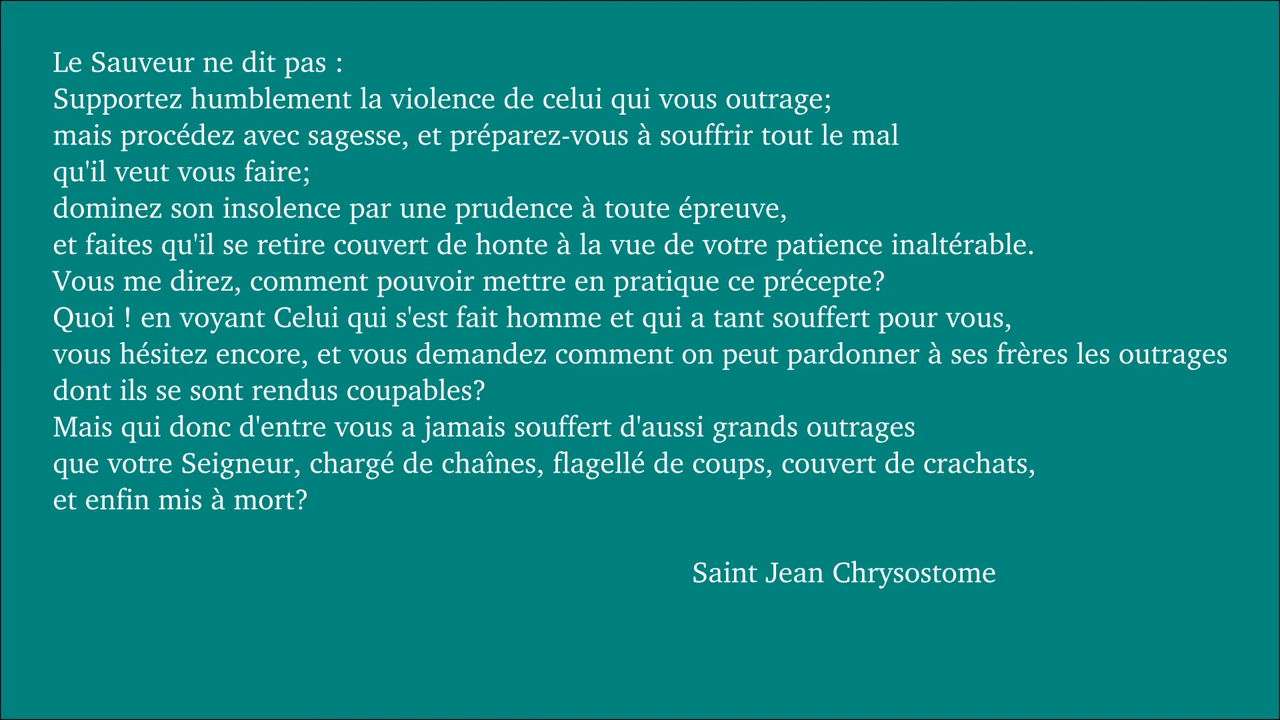 Le Sauveur ne dit pas :
Supportez humblement la violence de celui qui vous outrage;
mais procédez avec sagesse, et préparez-vous à souffrir tout le mal
qu'il veut vous faire;
dominez son insolence par une prudence à toute épreuve,
et faites qu'il se retire couvert de honte à la vue de votre patience inaltérable.
Vous me direz, comment pouvoir mettre en pratique ce précepte?
Quoi ! en voyant Celui qui s'est fait homme et qui a tant souffert pour vous,
vous hésitez encore, et vous demandez comment on peut pardonner à ses frères les outrages
dont ils se sont rendus coupables?
Mais qui donc d'entre vous a jamais souffert d'aussi grands outrages
que votre Seigneur, chargé de chaînes, flagellé de coups, couvert de crachats,
et enfin mis à mort?
Saint Jean Chrysostome